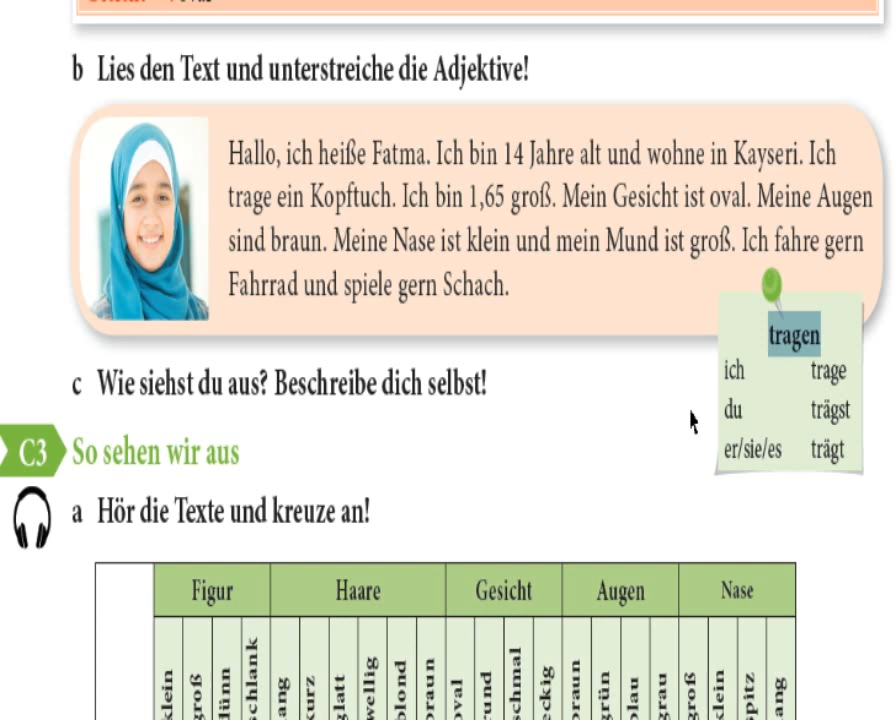 b Lies den Text und unterstreiche die Adjektive!
Hallo, ich heiße Fatma. Ich bin 14 Jahre alt und wohne in Kayseri. Ich
trage ein Kopftuch. Ich bin 1,65 groß. Mein Gesicht ist oval. Meine Augen
sind braun. Meine Nase ist klein und mein Mund ist groß. Ich fahre gern
Fahrrad und spiele gern Schach.
tragen
ich trage
du trägst
er/sie/es trägt
c Wie siehst du aus? Beschreibe dich selbst!
C3 So sehen wir aus
a Hör die Texte und kreuze an!
Figur Haare Gesicht Augen Nase
klein
groß
dünn
schlank
lang
kurz
glatt
wellig
blond
braun
oval
rund
schmal
eckig
braun
grün
blau
grau
groß
klein
spitz
lang